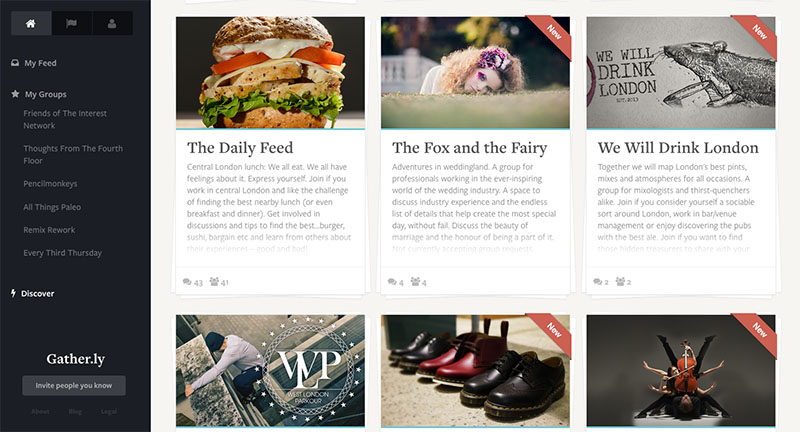 My Feed
My Groups
Friends of The Interest
Network
Thoughts From The Fourth
Floor
Pencilmonkeys
All Things Paleo
Remix Rework
Every Third Thursday
Discover
Gather.ly
Invite people you know
About Blog Legal
The Daily Feed
Central London lunch: We all eat. We all have
feelings about it. Express yourself. Join if you
work in central London and like the challenge
of finding the best nearby lunch (or even
breakfast and dinner). Get involved in
discussions and tips to find the best...burger,
sushi, bargain etc and learn from others about
their experiences – good and bad!
43 41
New
The Fox and the Fairy
Adventures in weddingland. A group for
professionals working in the ever-inspiring
world of the wedding industry. A space to
discuss industry experience and the endless
list of details that help create the most special
day, without fail. Discuss the beauty of
marriage and the honour of being a part of it.
Not currently accepting group requests.
4 4
New
WE WILL
DRINK
LONDON
EST. 2013
We Will Drink London
Together we will map London's best pints,
mixes and atmospheres for all occasions. A
group for mixologists and thirst-quenchers
alike. Join if you consider yourself a sociable
sort around London, work in bar/venue
management or enjoy discovering the pubs
with the best ale. Join if you want to find
those hidden treasures to share with your
2 2
WLP
WEST LONDON
PARKOUR
New
New